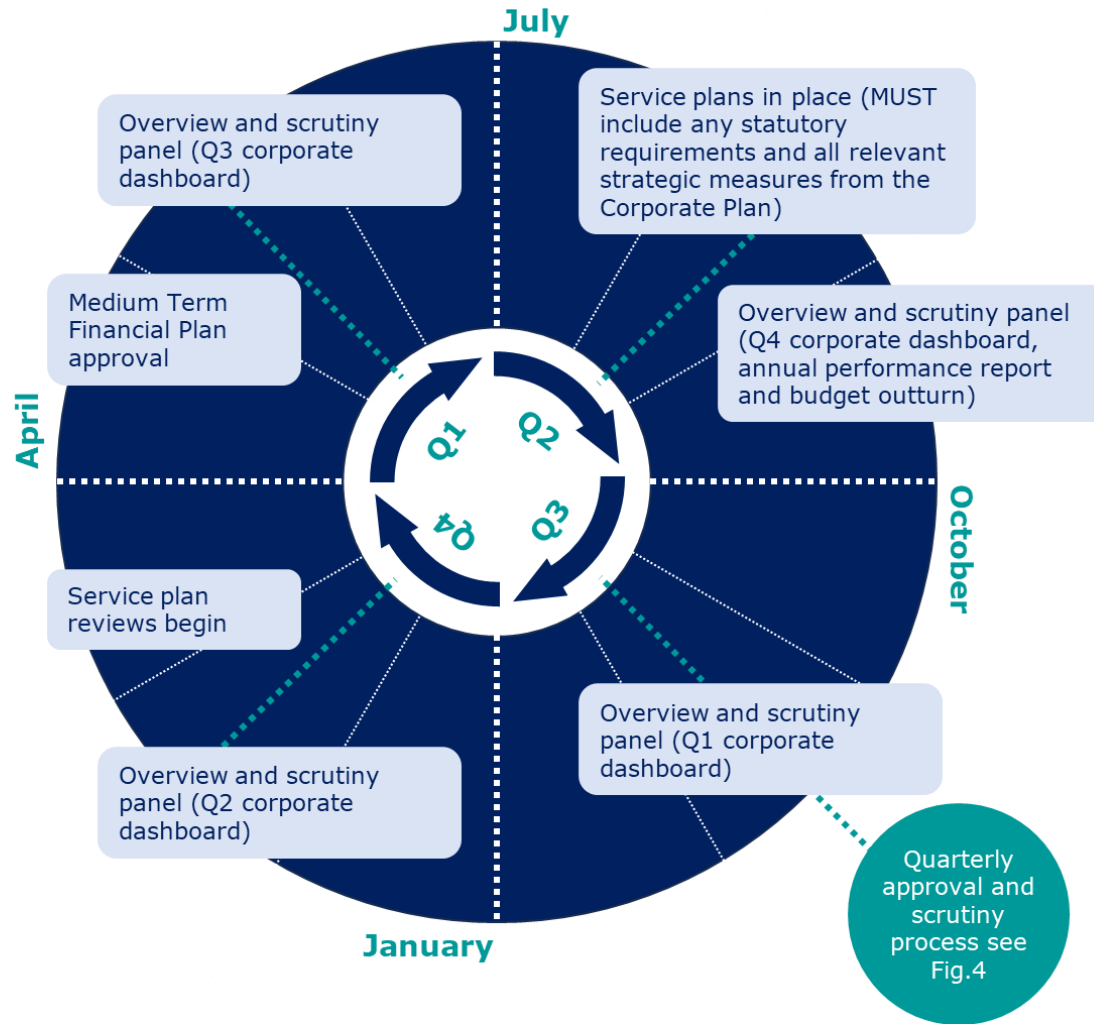 July
Overview and scrutiny
panel (Q3 corporate
dashboard)
Service plans in place (MUST
include any statutory
requirements and all relevant
strategic measures from the
Corporate Plan)
Medium Term
Financial Plan
approval
Overview and scrutiny panel
(Q4 corporate dashboard,
annual performance report
and budget outturn)
April
Q1
Q2
Q4
Q3
October
Service plan
reviews begin
Overview and scrutiny
panel (Q1 corporate
dashboard)
Overview and scrutiny
panel (Q2 corporate
dashboard)
Quarterly
approval and
scrutiny
process see
Fig.4
January